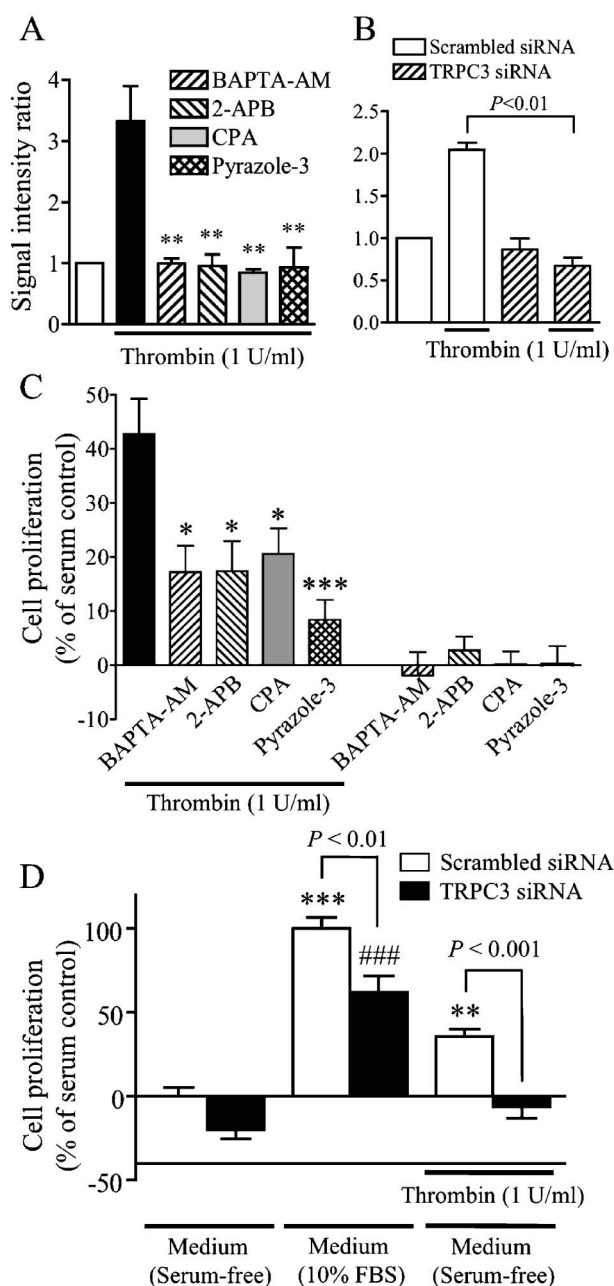 A
Signal intensity ratio
4
3
2
1
0
BAPTA-AM
2-APB
CPA
Pyrazole-3
**
**
**
**
Thrombin (1 U/ml)
B
Scrambled siRNA
TRPC3 siRNA
P<0.01
2.5
2.0
1.5
1.0
0.5
0.0
Thrombin (1 U/ml)
C
Cell proliferation
(% of serum control)
50
40
30
20
10
0
-10
*
*
*
***
BAPTA-AM
2-APB
CPA
Pyrazole-3
BAPTA-AM
2-APB
CPA
Pyrazole-3
Thrombin (1 U/ml)
D
Scrambled siRNA
TRPC3 siRNA
P < 0.01
P < 0.001
***
###
**
Cell proliferation
(% of serum control)
100
50
0
-50
Thrombin (1 U/ml)
Medium
(Serum-free)
Medium
(10% FBS)
Medium
(Serum-free)